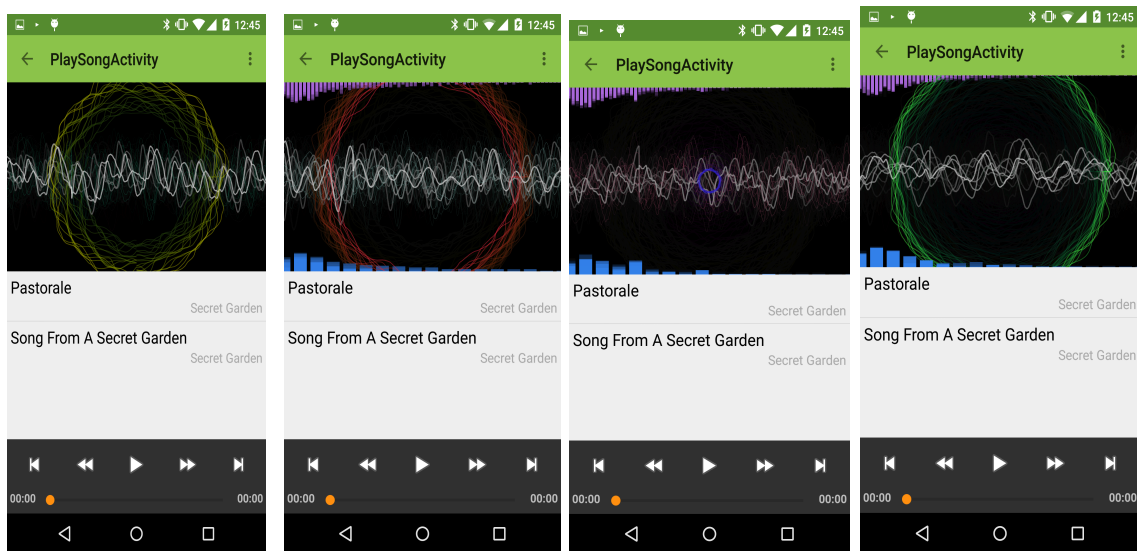 12:45
PlaySongActivity
Pastorale
Secret Garden
Song From A Secret Garden
Secret Garden
00:00 00:00
12:45
PlaySongActivity
Pastorale
Secret Garden
Song From A Secret Garden
Secret Garden
00:00 00:00
12:45
PlaySongActivity
Pastorale
Secret Garden
Song From A Secret Garden
Secret Garden
00:00 00:00
12:45
PlaySongActivity
Pastorale
Secret Garden
Song From A Secret Garden
Secret Garden
00:00 00:00